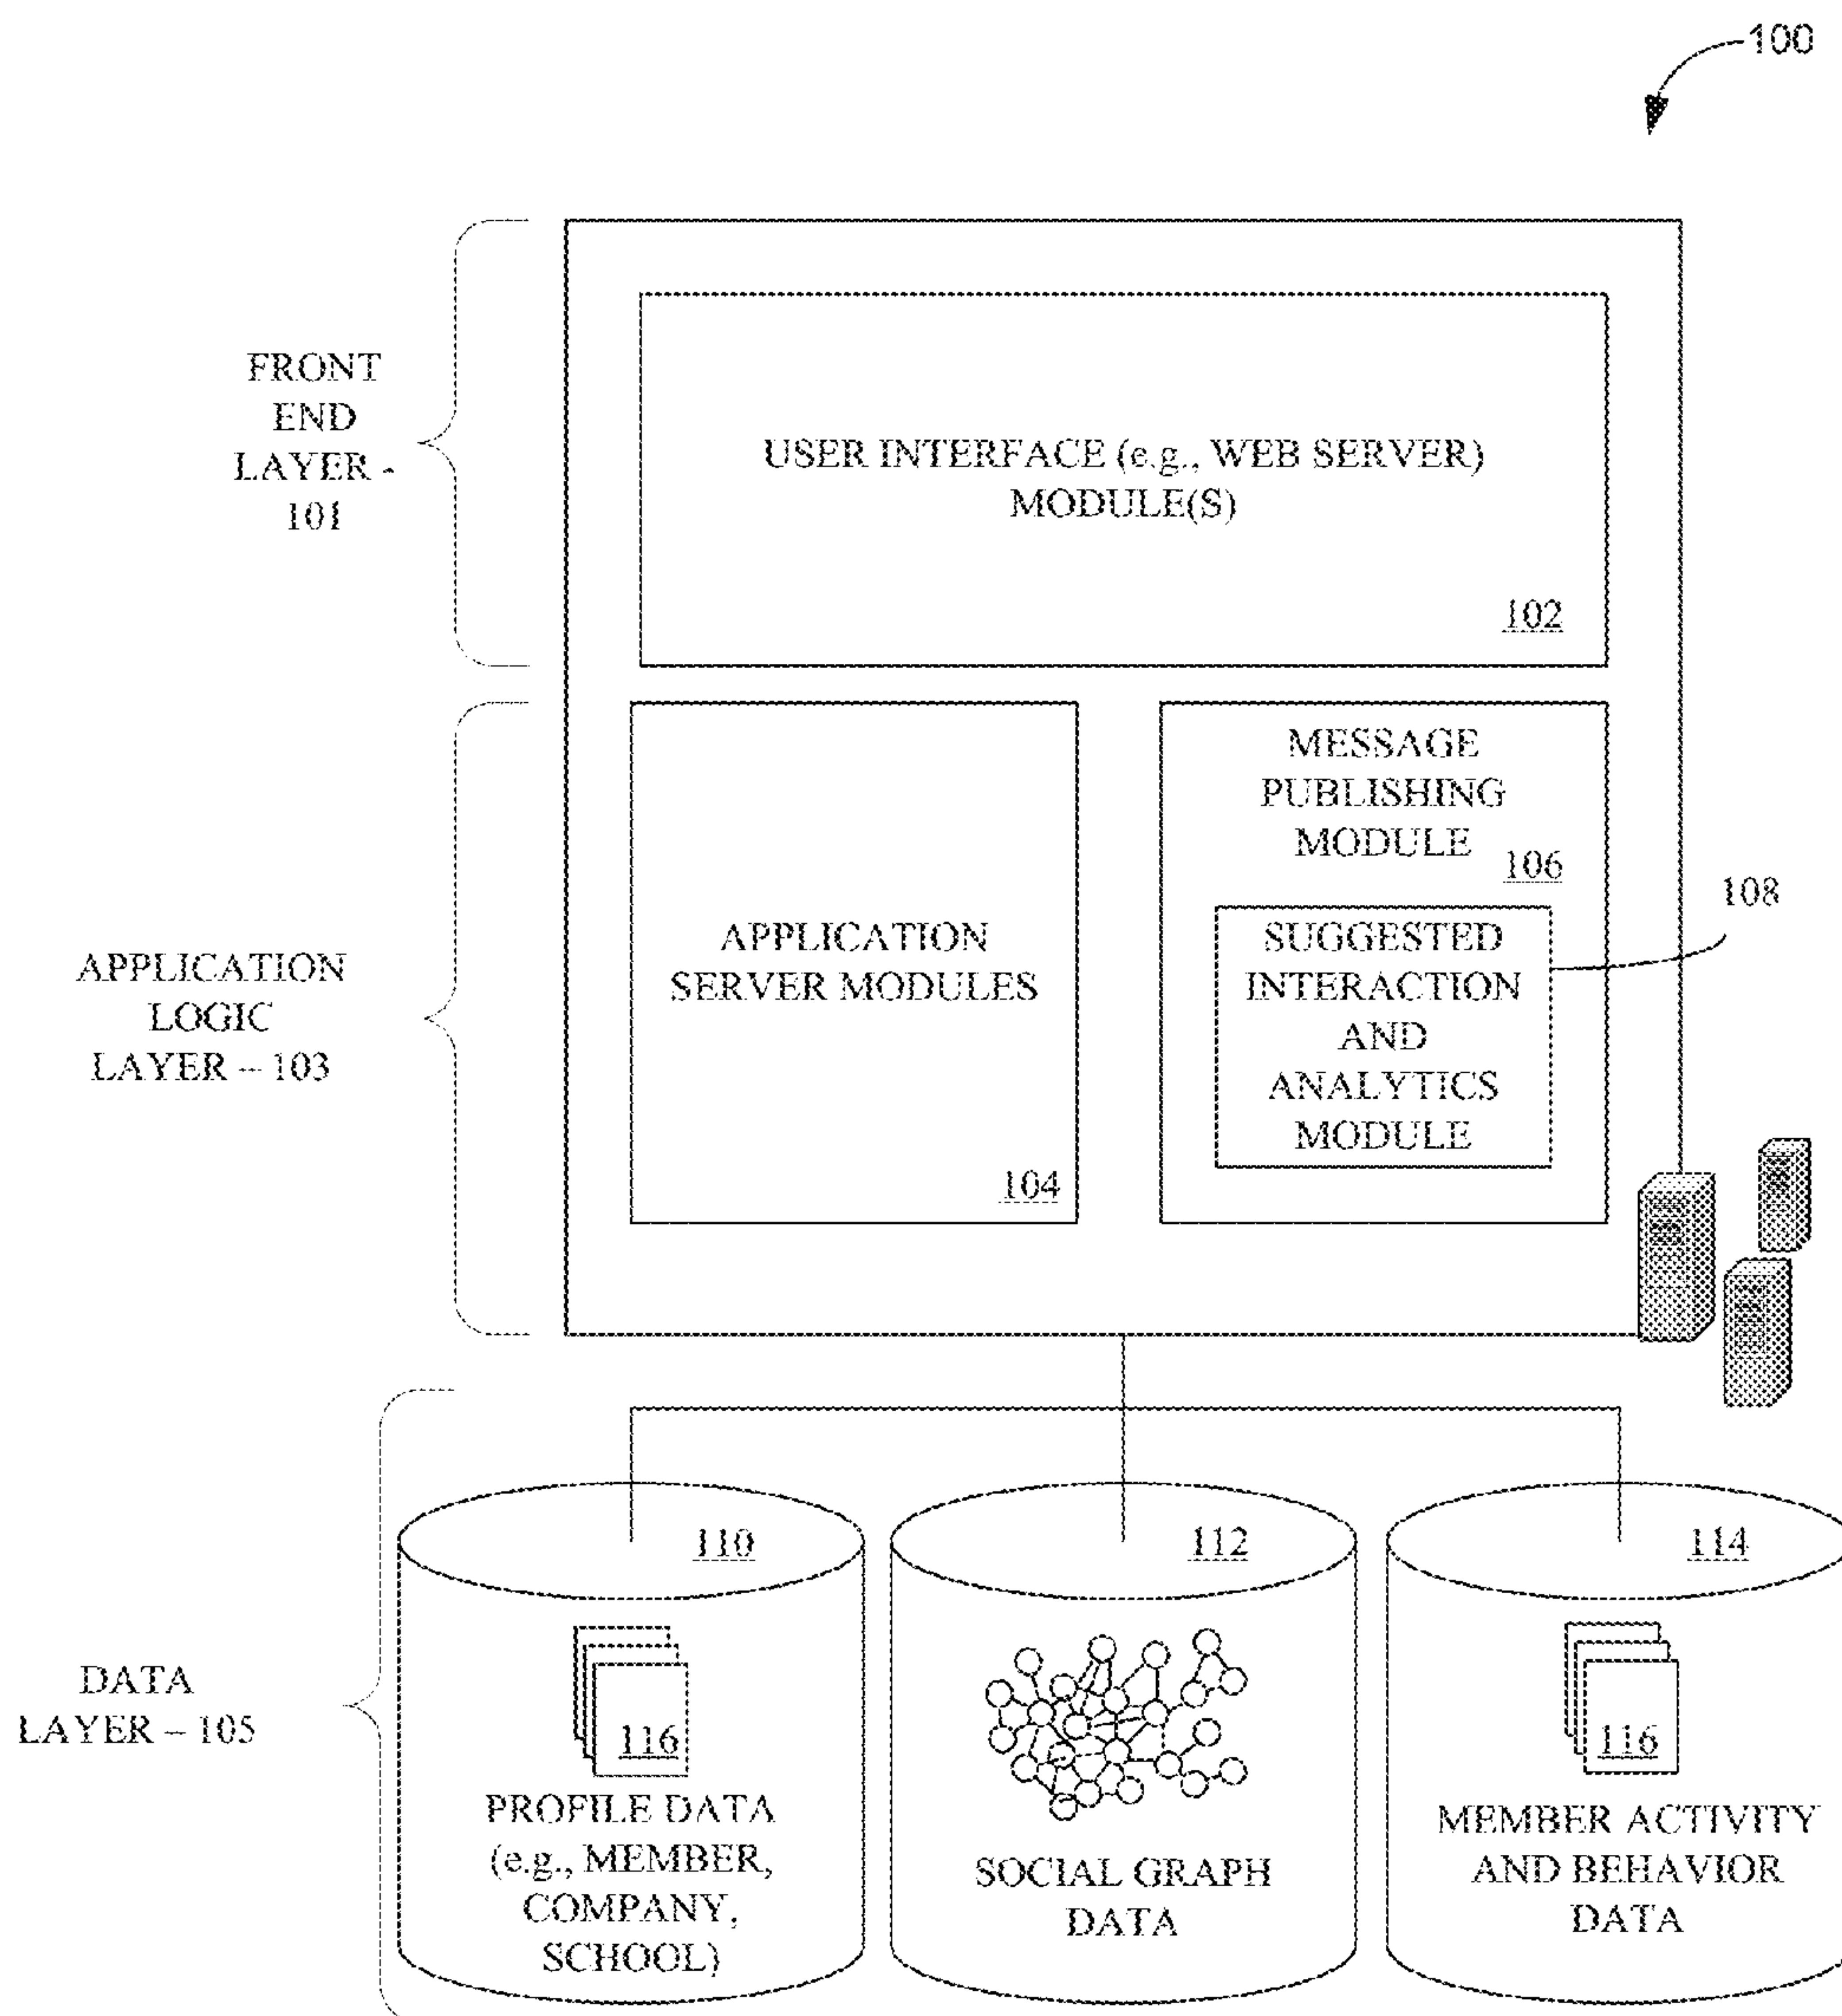 100
FRONT
END
LAYER -
101
USER INTERFACE (e.g., WEB SERVER)
MODULE(S)
102
APPLICATION
LOGIC
LAYER – 103
APPLICATION
SERVER MODULES
104
MESSAGE
PUBLISHING
MODULE
106
SUGGESTED
INTERACTION
AND
ANALYTICS
MODULE
108
DATA
LAYER – 105
110
116
PROFILE DATA
(e.g., MEMBER,
COMPANY,
SCHOOL)
112
SOCIAL GRAPH
DATA
114
116
MEMBER ACTIVITY
AND BEHAVIOR
DATA